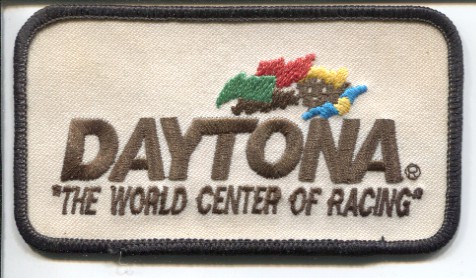 DAYTONA®
"THE WORLD CENTER OF RACING"